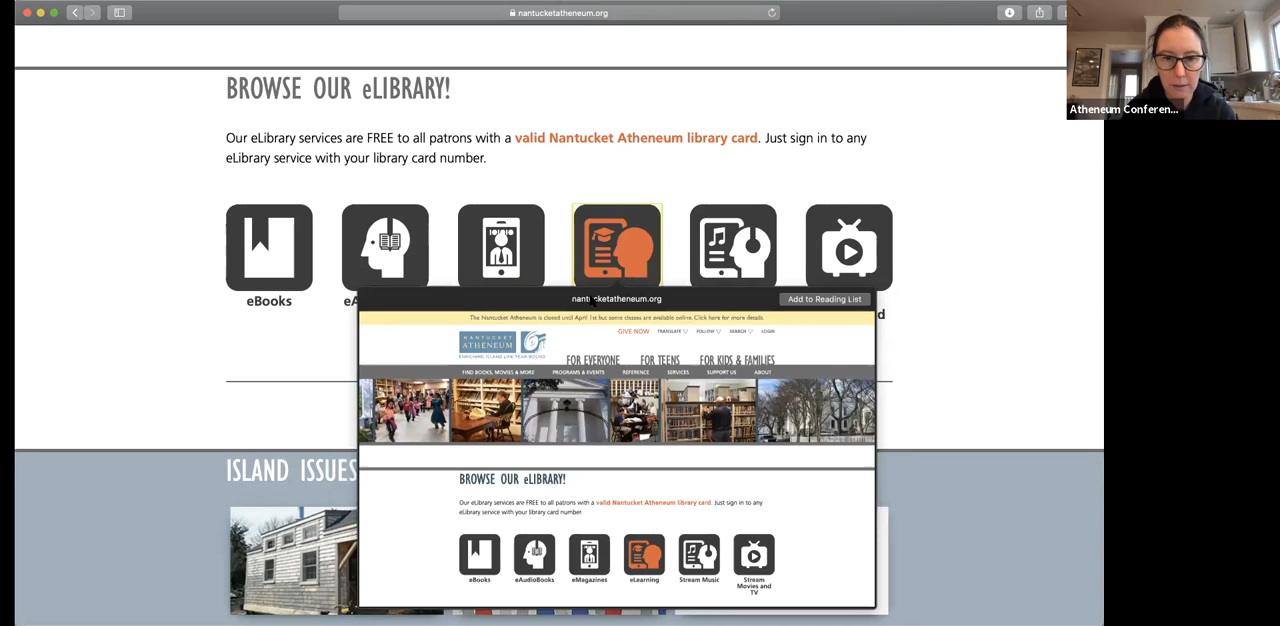 nantucketatheneum.org
Atheneum Conferen...
BROWSE OUR eLIBRARY!
Our eLibrary services are FREE to all patrons with a valid Nantucket Atheneum library card. Just sign in to any
eLibrary service with your library card number.
eBooks
eA
d
nantucketatheneum.org
Add to Reading List
The Nantucket Atheneum is closed until April 1st but some classes are available online. Click here for more details.
GIVE NOW TRANSLATE FOLLOW SEARCH LOGIN
NANTUCKET
ATHENEUM
ENRICHING ISLAND LIFE YEAR-ROUND
FOR EVERYONE FOR TEENS FOR KIDS & FAMILIES
FIND BOOKS, MOVIES & MORE PROGRAMS & EVENTS REFERENCE SERVICES SUPPORT US ABOUT
BROWSE OUR eLIBRARY!
Our eLibrary services are FREE to all patrons with a valid Nantucket Atheneum library card. Just sign in to any
eLibrary service with your library card number.
eBooks eAudioBooks eMagazines eLearning Stream Music Stream
Movies and
TV
ISLAND ISSUES